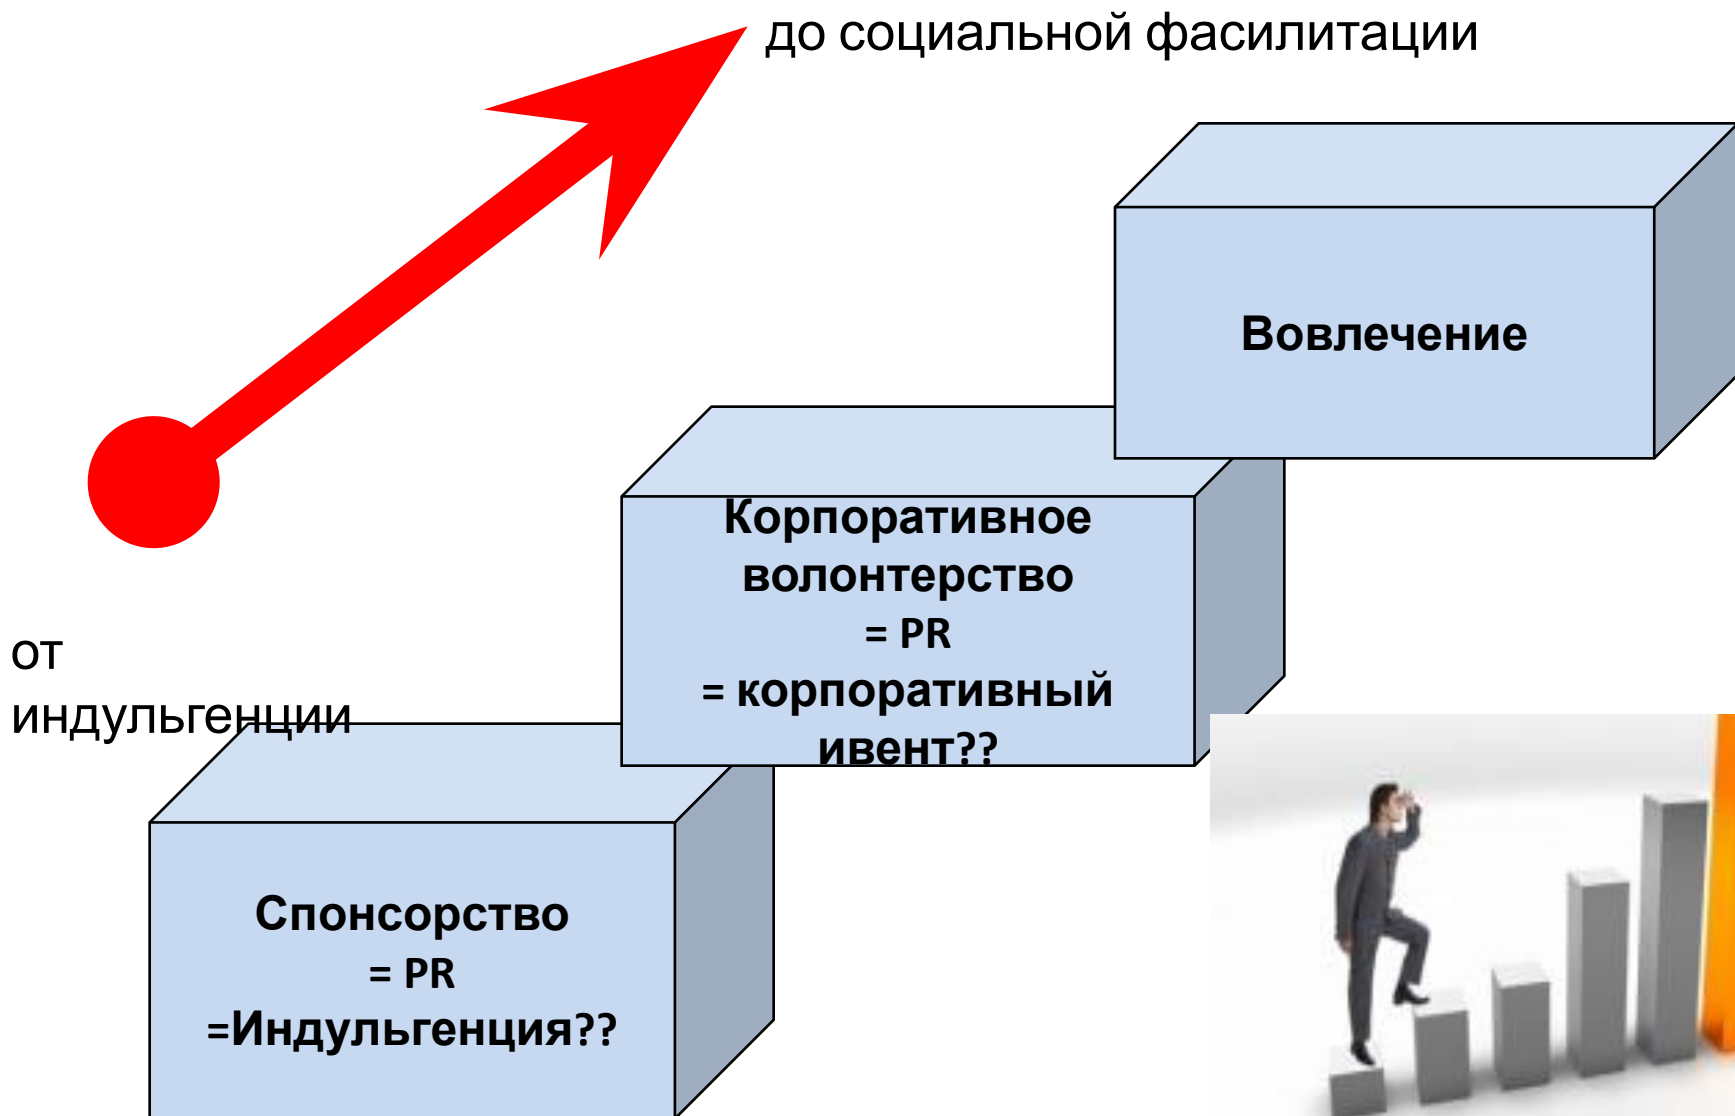 до социальной фасилитации
Вовлечение
Корпоративное
волонтерство
= PR
= корпоративный
ивент??
от
индульгенции
Спонсорство
= PR
=Индульгенция??